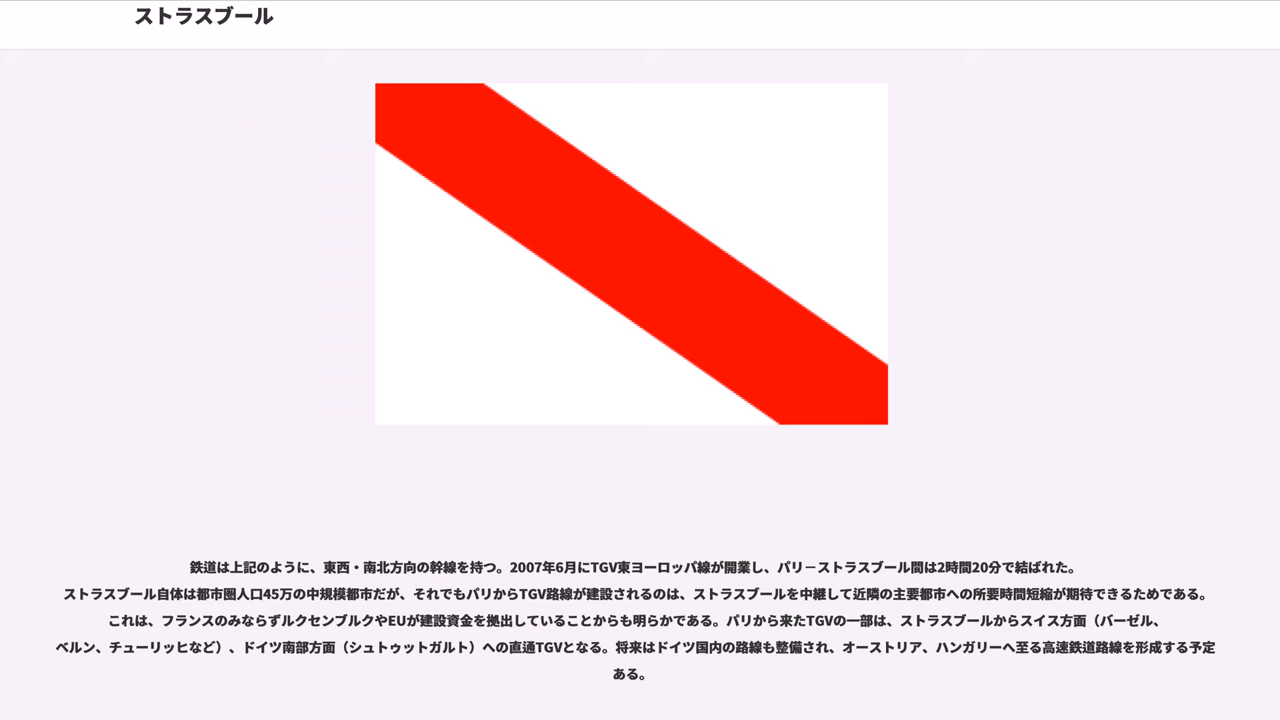 ストラスブール
鉄道は上記のように、東西・南北方向の幹線を持つ。2007年6月にTGV東ヨーロッパ線が開業し、パリ－ストラスブール間は2時間20分で結ばれた。
ストラスブール自体は都市圏人口45万の中規模都市だが、それでもパリからTGV路線が建設されるのは、ストラスブールを中継して近隣の主要都市への所要時間短縮が期待できるためである。
これは、フランスのみならずルクセンブルクやEUが建設資金を拠出していることからも明らかである。パリから来たTGVの一部は、ストラスブールからスイス方面（バーゼル、
ベルン、チューリッヒなど）、ドイツ南部方面（シュトゥットガルト）への直通TGVとなる。将来はドイツ国内の路線も整備され、オーストリア、ハンガリーへ至る高速鉄道路線を形成する予定
ある。